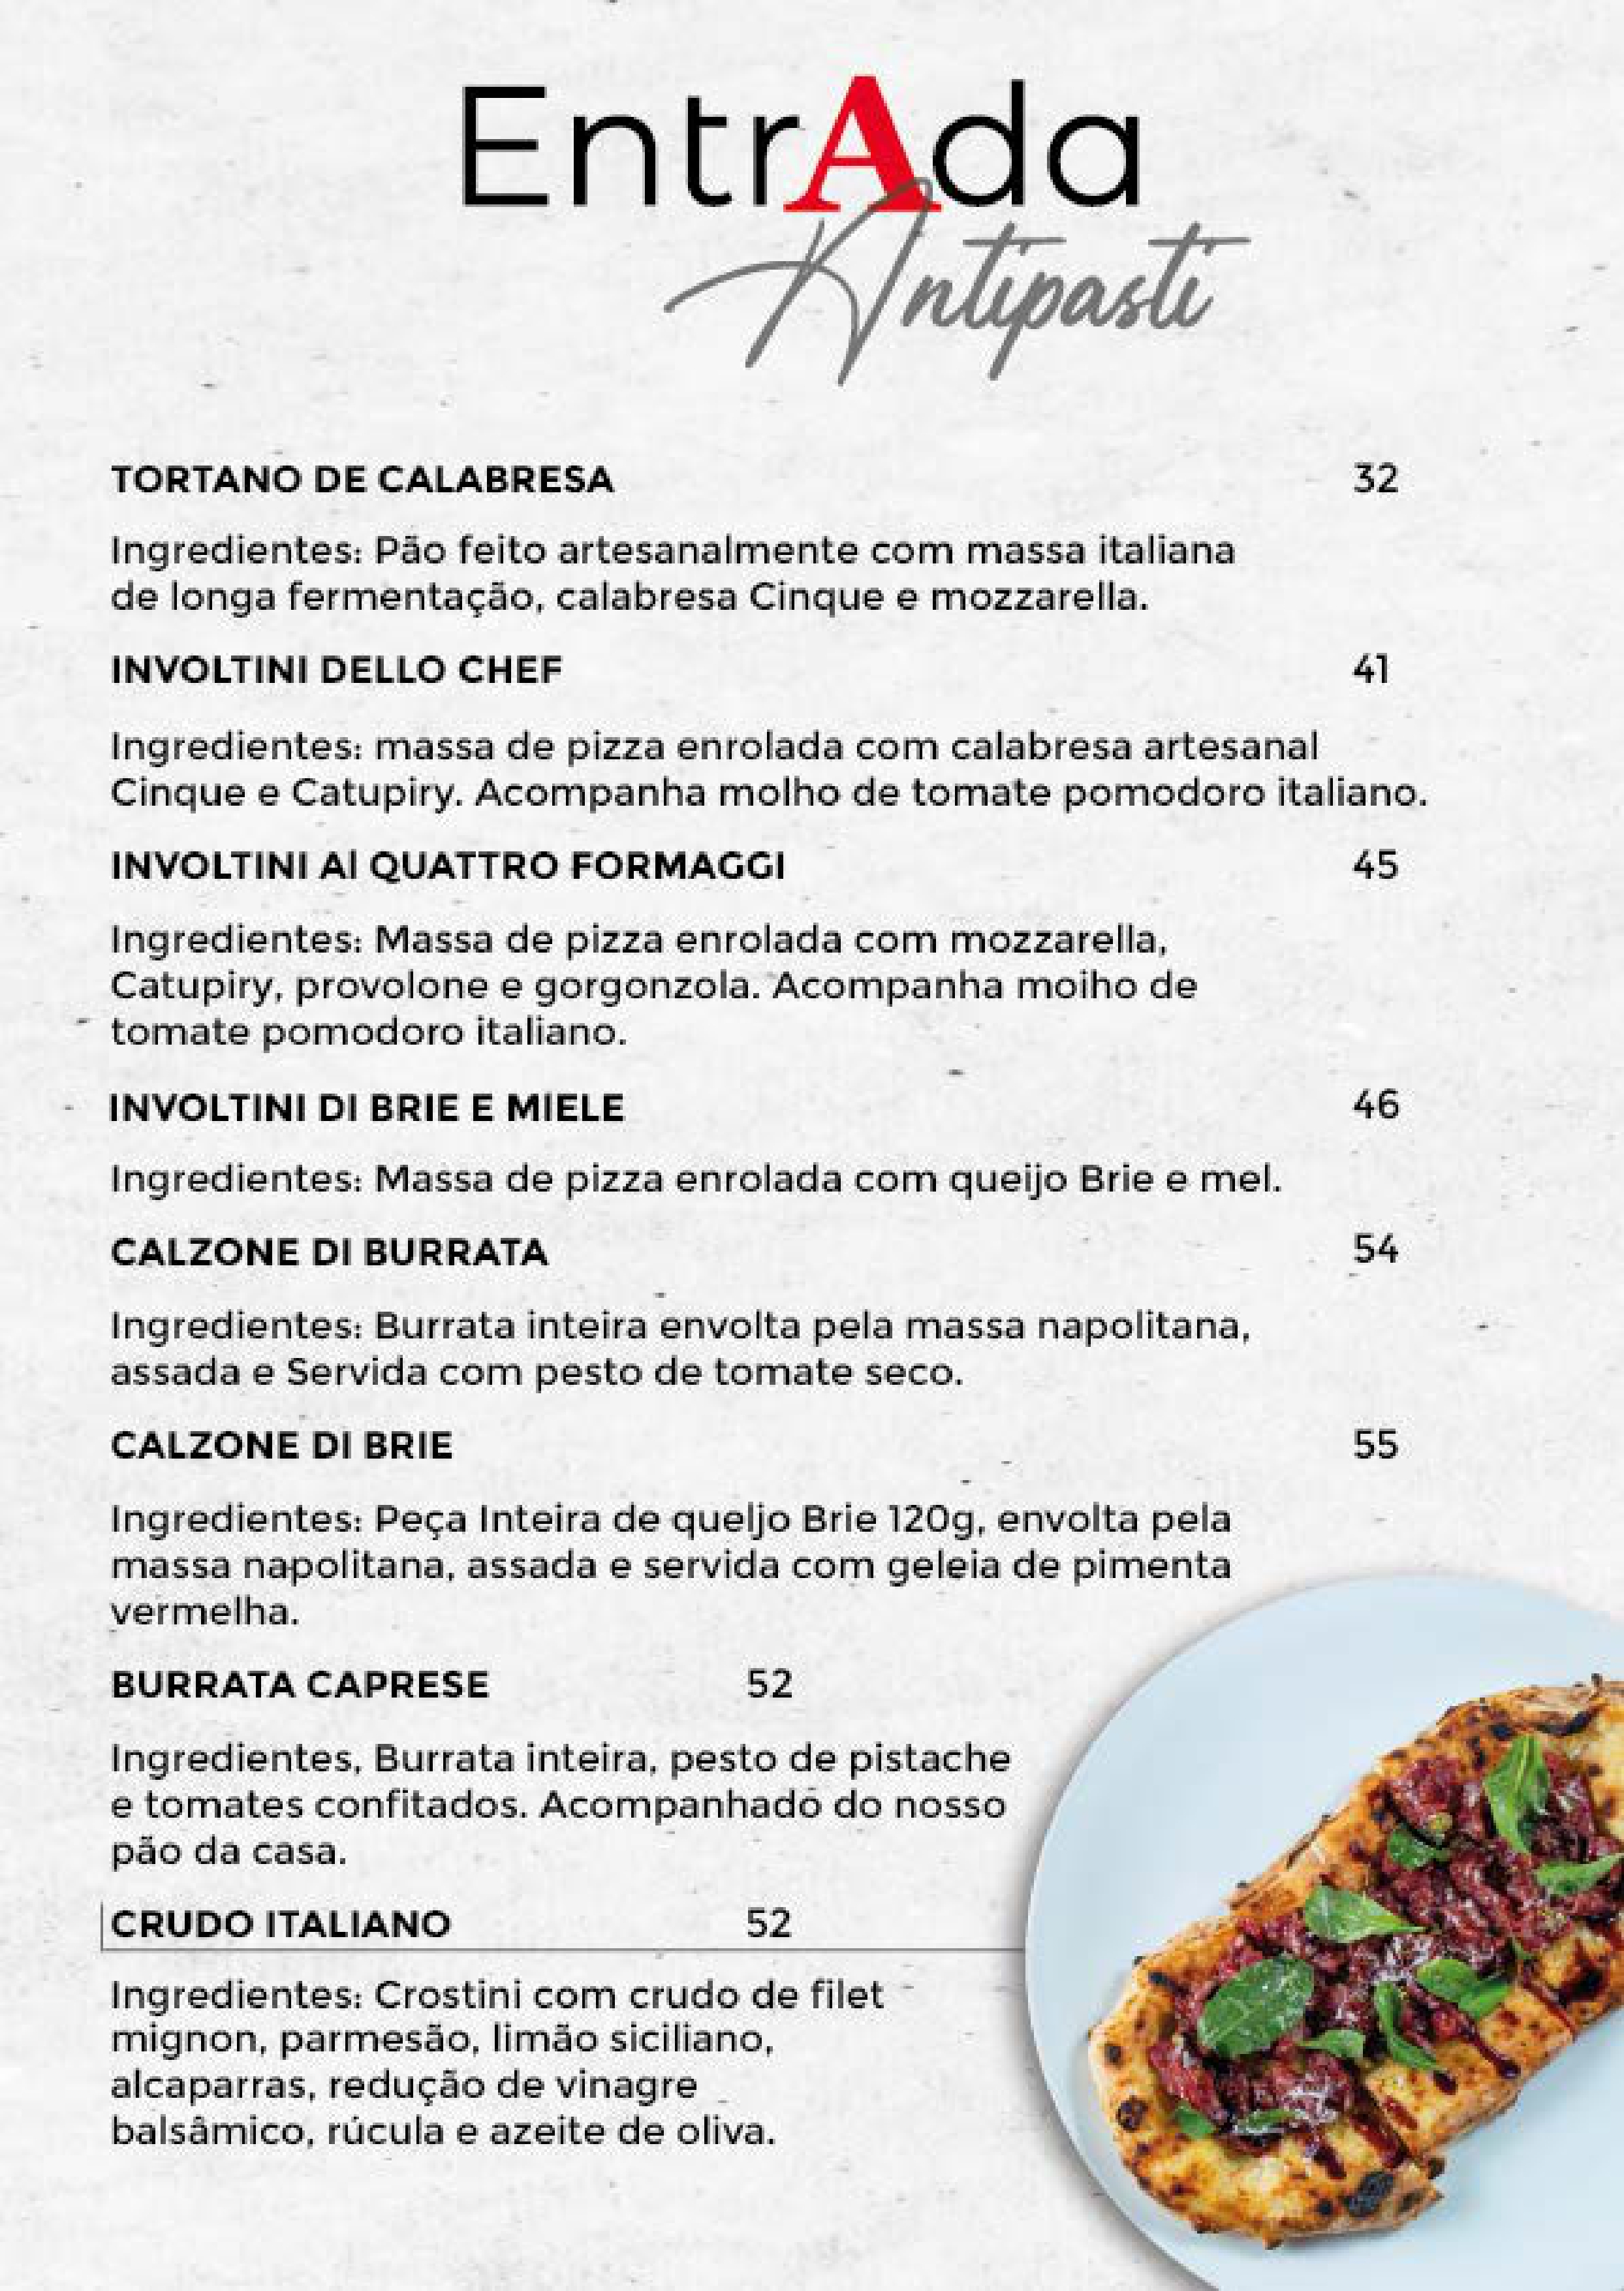 EntrAda
Antipasti
TORTANO DE CALABRESA 32
Ingredientes: Pão feito artesanalmente com massa italiana
de longa fermentação, calabresa Cinque e mozzarella.
INVOLTINI DELLO CHEF 41
Ingredientes: massa de pizza enrolada com calabresa artesanal
Cinque e Catupiry. Acompanha molho de tomate pomodoro italiano.
INVOLTINI AI QUATTRO FORMAGGI 45
Ingredientes: Massa de pizza enrolada com mozzarella,
Catupiry, provolone e gorgonzola. Acompanha moiho de
tomate pomodoro italiano.
INVOLTINI DI BRIE E MIELE 46
Ingredientes: Massa de pizza enrolada com queijo Brie e mel.
CALZONE DI BURRATA 54
Ingredientes: Burrata inteira envolta pela massa napolitana,
assada e Servida com pesto de tomate seco.
CALZONE DI BRIE 55
Ingredientes: Peça Inteira de queljo Brie 120g, envolta pela
massa napolitana, assada e servida com geleia de pimenta
vermelha.
BURRATA CAPRESE 52
Ingredientes, Burrata inteira, pesto de pistache
e tomates confitados. Acompanhado do nosso
pão da casa.
CRUDO ITALIANO 52
Ingredientes: Crostini com crudo de filet
mignon, parmesão, limão siciliano,
alcaparras, redução de vinagre
balsâmico, rúcula e azeite de oliva.